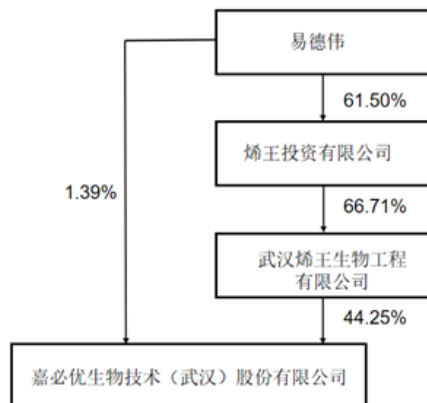 易德伟
61.50%
烯王投资有限公司
1.39%
66.71%
武汉烯王生物工程
有限公司
44.25%
嘉必优生物技术（武汉）股份有限公司